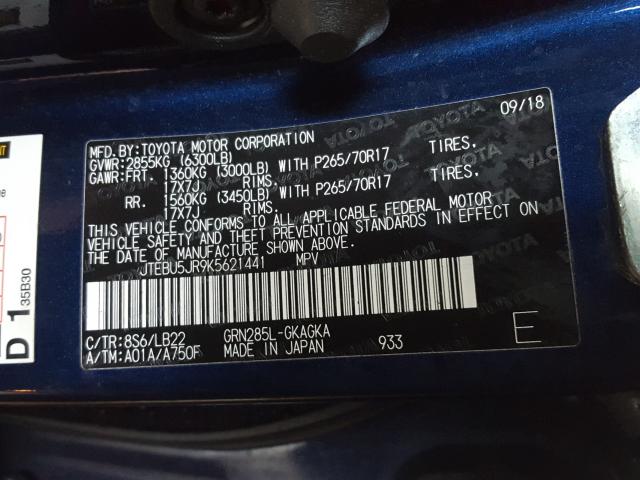 09/18
MFD. BY: TOYOTA MOTOR CORPORATION
GVWR: 2855KG (6300LB)
GAWR: FRT. 1360KG (3000LB) WITH P265/70R17 TIRES.
17X7J RIMS.
RR. 1560KG (3450LB) WITH P265/70R17 TIRES.
17X7J RIMS.
THIS VEHICLE CONFORMS TO ALL APPLICABLE FEDERAL MOTOR
VEHICLE SAFETY AND THEFT PREVENTION STANDARDS IN EFFECT ON
THE DATE OF MANUFACTURE SHOWN ABOVE.
JTEBU5JR9K5621441 MPV
C/TR: 8S6/LB22 GRN285L-GKAGKA
A/TM: A01A/A750F MADE IN JAPAN 933 E
D 1 35B30